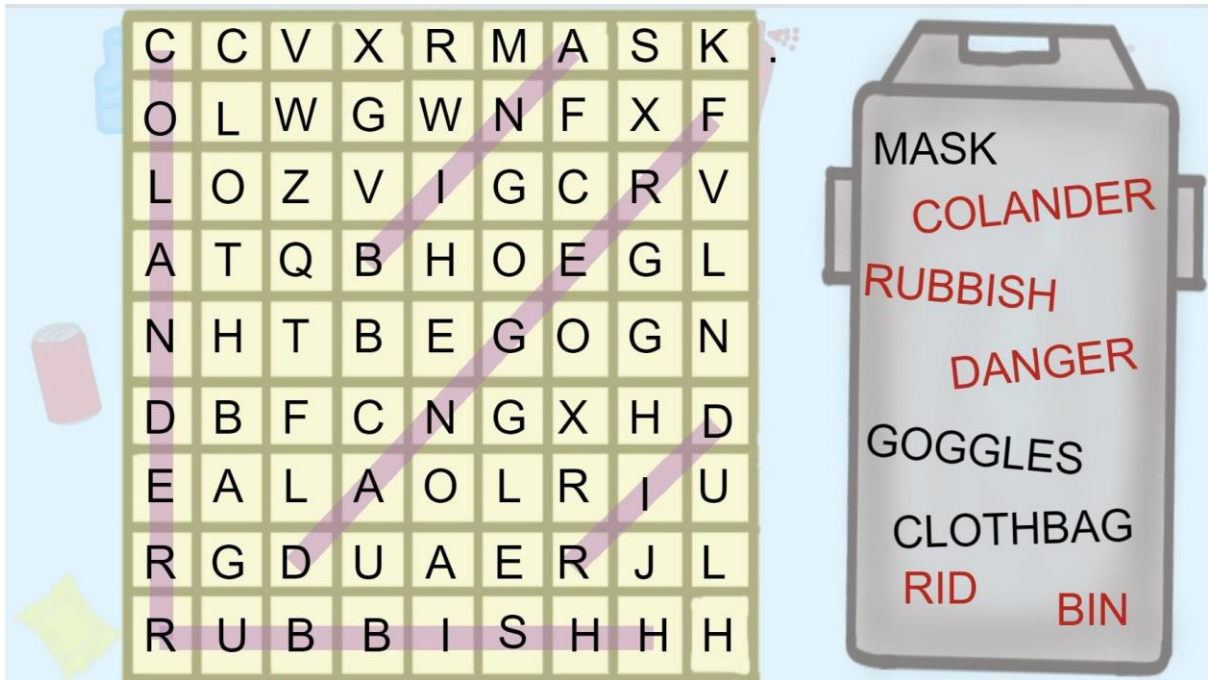 C C V X R M A S K .
O L W G W N F X F
L O Z V I G C R V
A T Q B H O E G L
N H T B E G O G N
D B F C N G X H D
E A L A O L R I U
R G D U A E R J L
R U B B I S H H H
MASK
COLANDER
RUBBISH
DANGER
GOGGLES
CLOTHBAG
RID
BIN